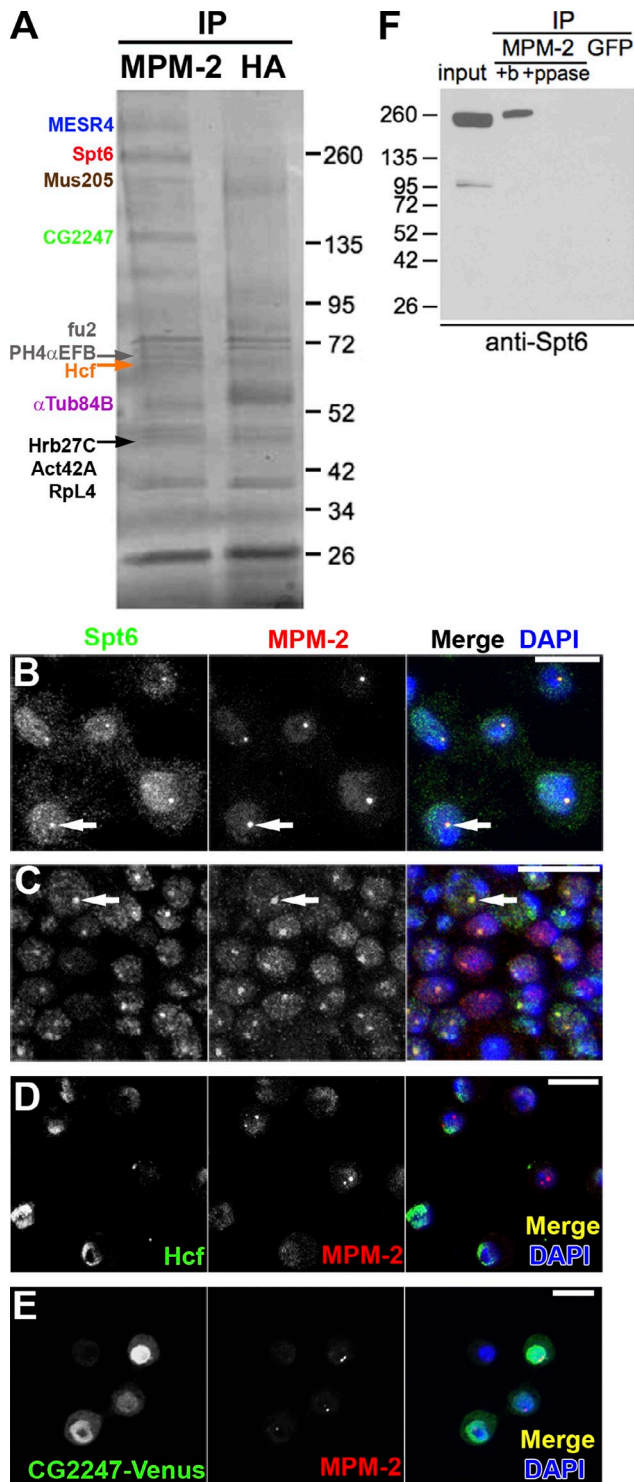 A
IP
MPM-2 HA
MESR4
Spt6
Mus205
CG2247
fu2
PH4αEFB
Hcf
αTub84B
Hrb27C
Act42A
RpL4
260
135
95
72
52
42
34
26
F
IP
MPM-2 GFP
input +b +ppase
260
135
95
72
52
42
26
anti-Spt6
Spt6 MPM-2 Merge DAPI
B
C
D
Hcf
MPM-2
Merge
DAPI
E
CG2247-Venus
MPM-2
Merge
DAPI